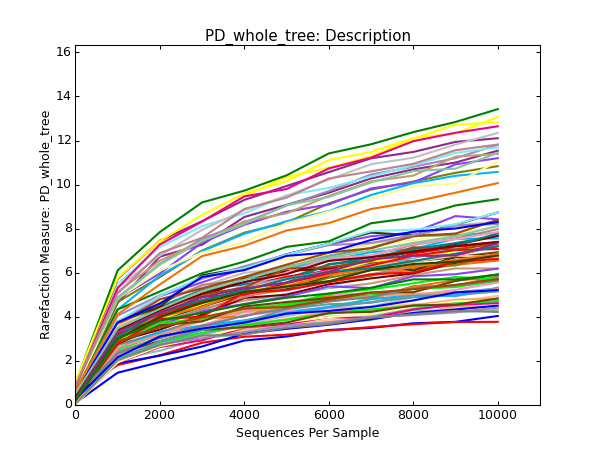 PD_whole_tree: Description
16
14
12
10
8
6
4
2
0
Rarefaction Measure: PD_whole_tree
0 2000 4000 6000 8000 10000
Sequences Per Sample